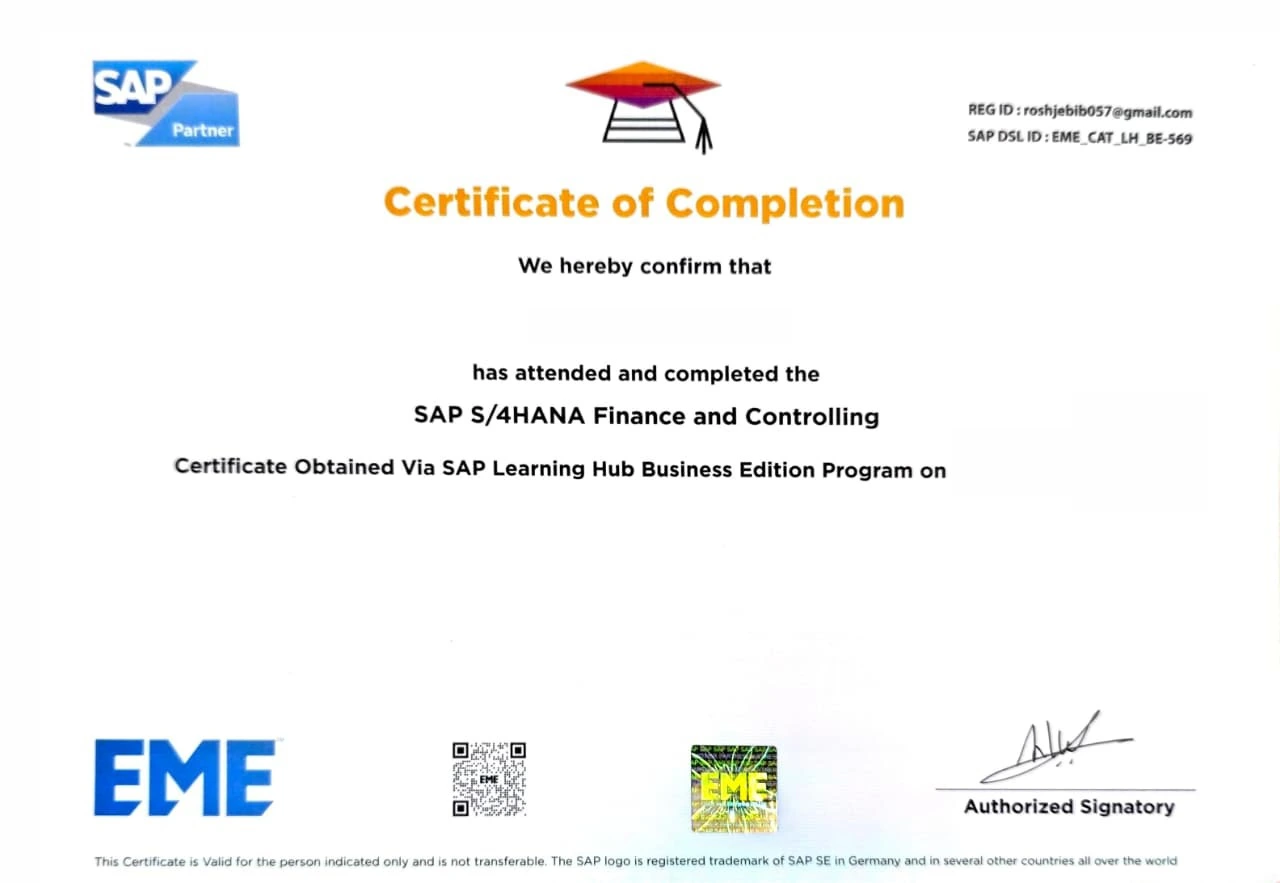 SAP
Partner
REG ID : roshjebib057@gmail.com
SAP DSL ID : EME_CAT_LH_BE-569
Certificate of Completion
We hereby confirm that
has attended and completed the
SAP S/4HANA Finance and Controlling
Certificate Obtained Via SAP Learning Hub Business Edition Program on
EME
EME
EME
Authorized Signatory
This Certificate is Valid for the person indicated only and is not transferable. The SAP logo is registered trademark of SAP SE in Germany and in several other countries all over the world